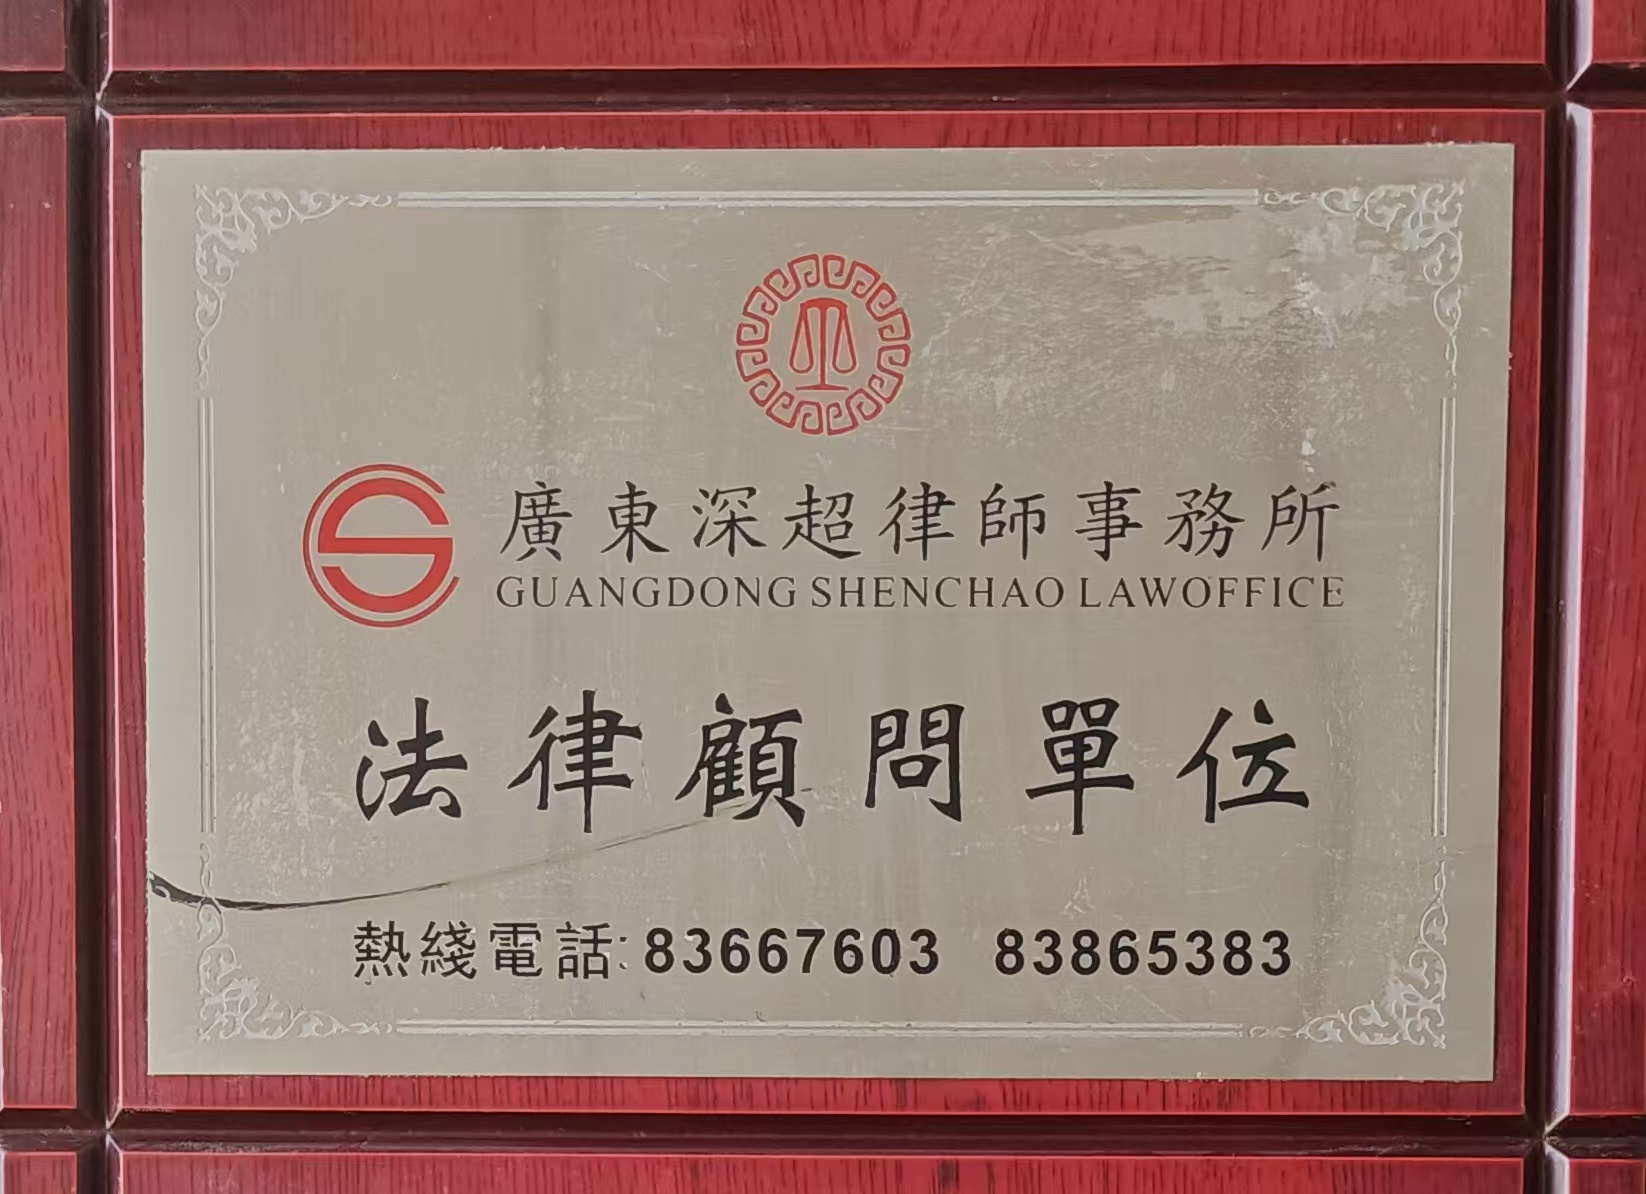 廣東深超律師事務所
GUANGDONG SHENCHAO LAWOFFICE
法律顧問單位
熱綫電話: 83667603 83865383